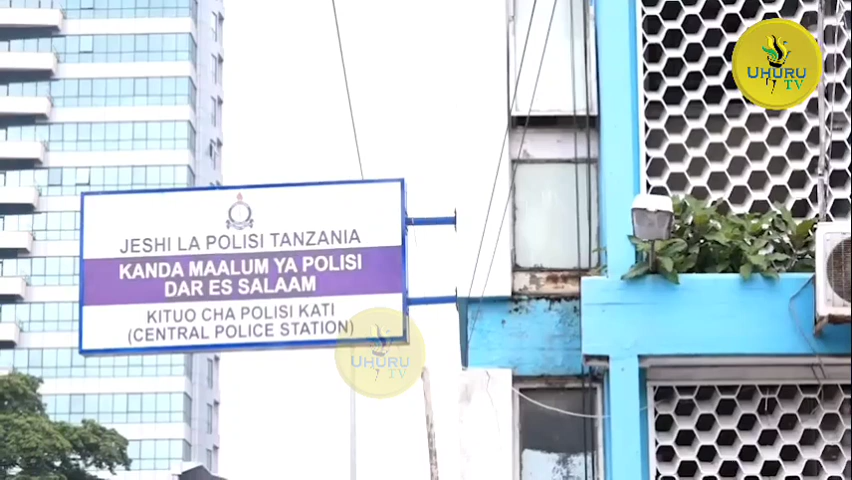 UHURU
TV
JESHI LA POLISI TANZANIA
KANDA MAALUM YA POLISI
DAR ES SALAAM
KITUO CHA POLISI KATI
(CENTRAL POLICE STATION)
UHURU
TV